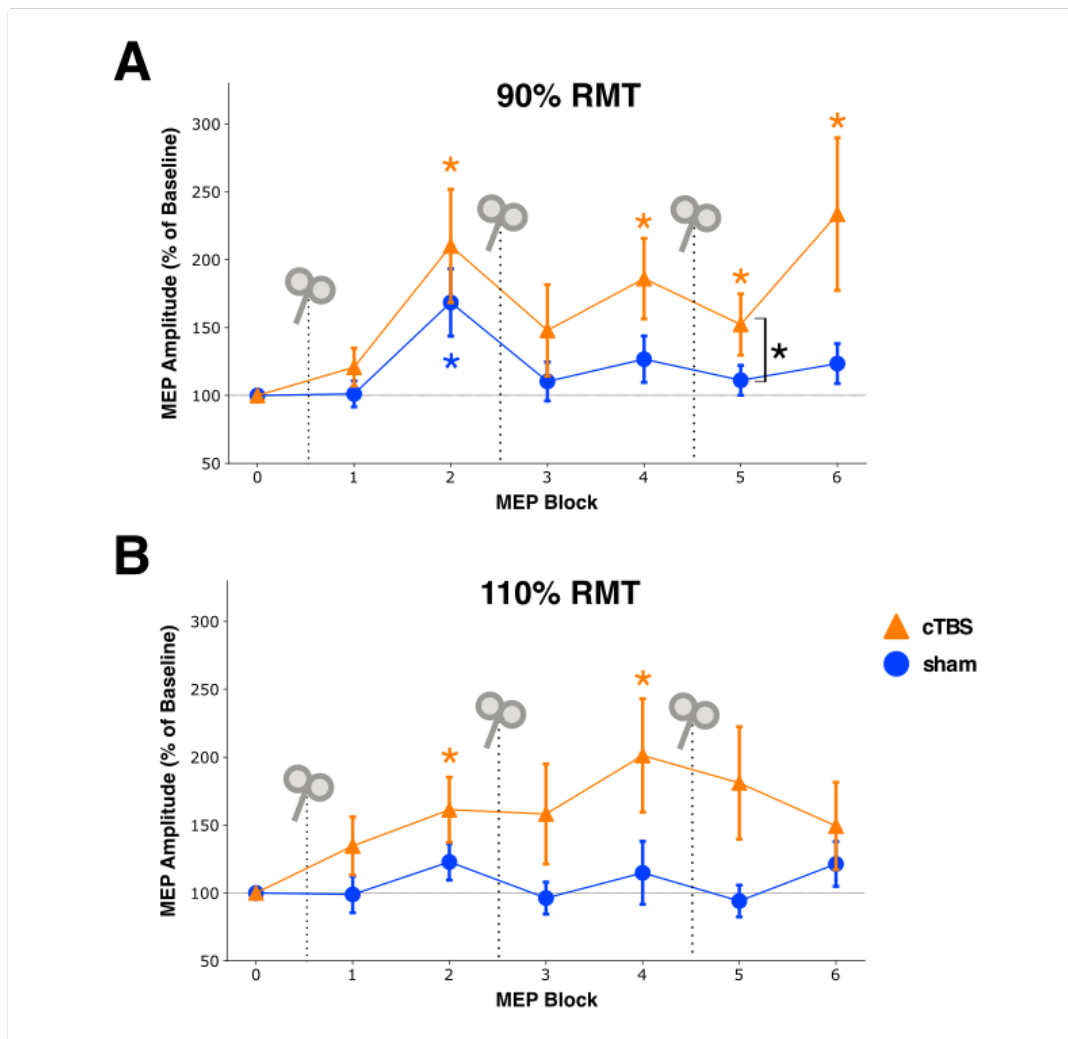 A
90% RMT
MEP Amplitude (% of Baseline)
300
250
200
150
100
50
* * * * * *
0 1 2 3 4 5 6
MEP Block
B
110% RMT
MEP Amplitude (% of Baseline)
300
250
200
150
100
50
* *
0 1 2 3 4 5 6
MEP Block
cTBS
sham